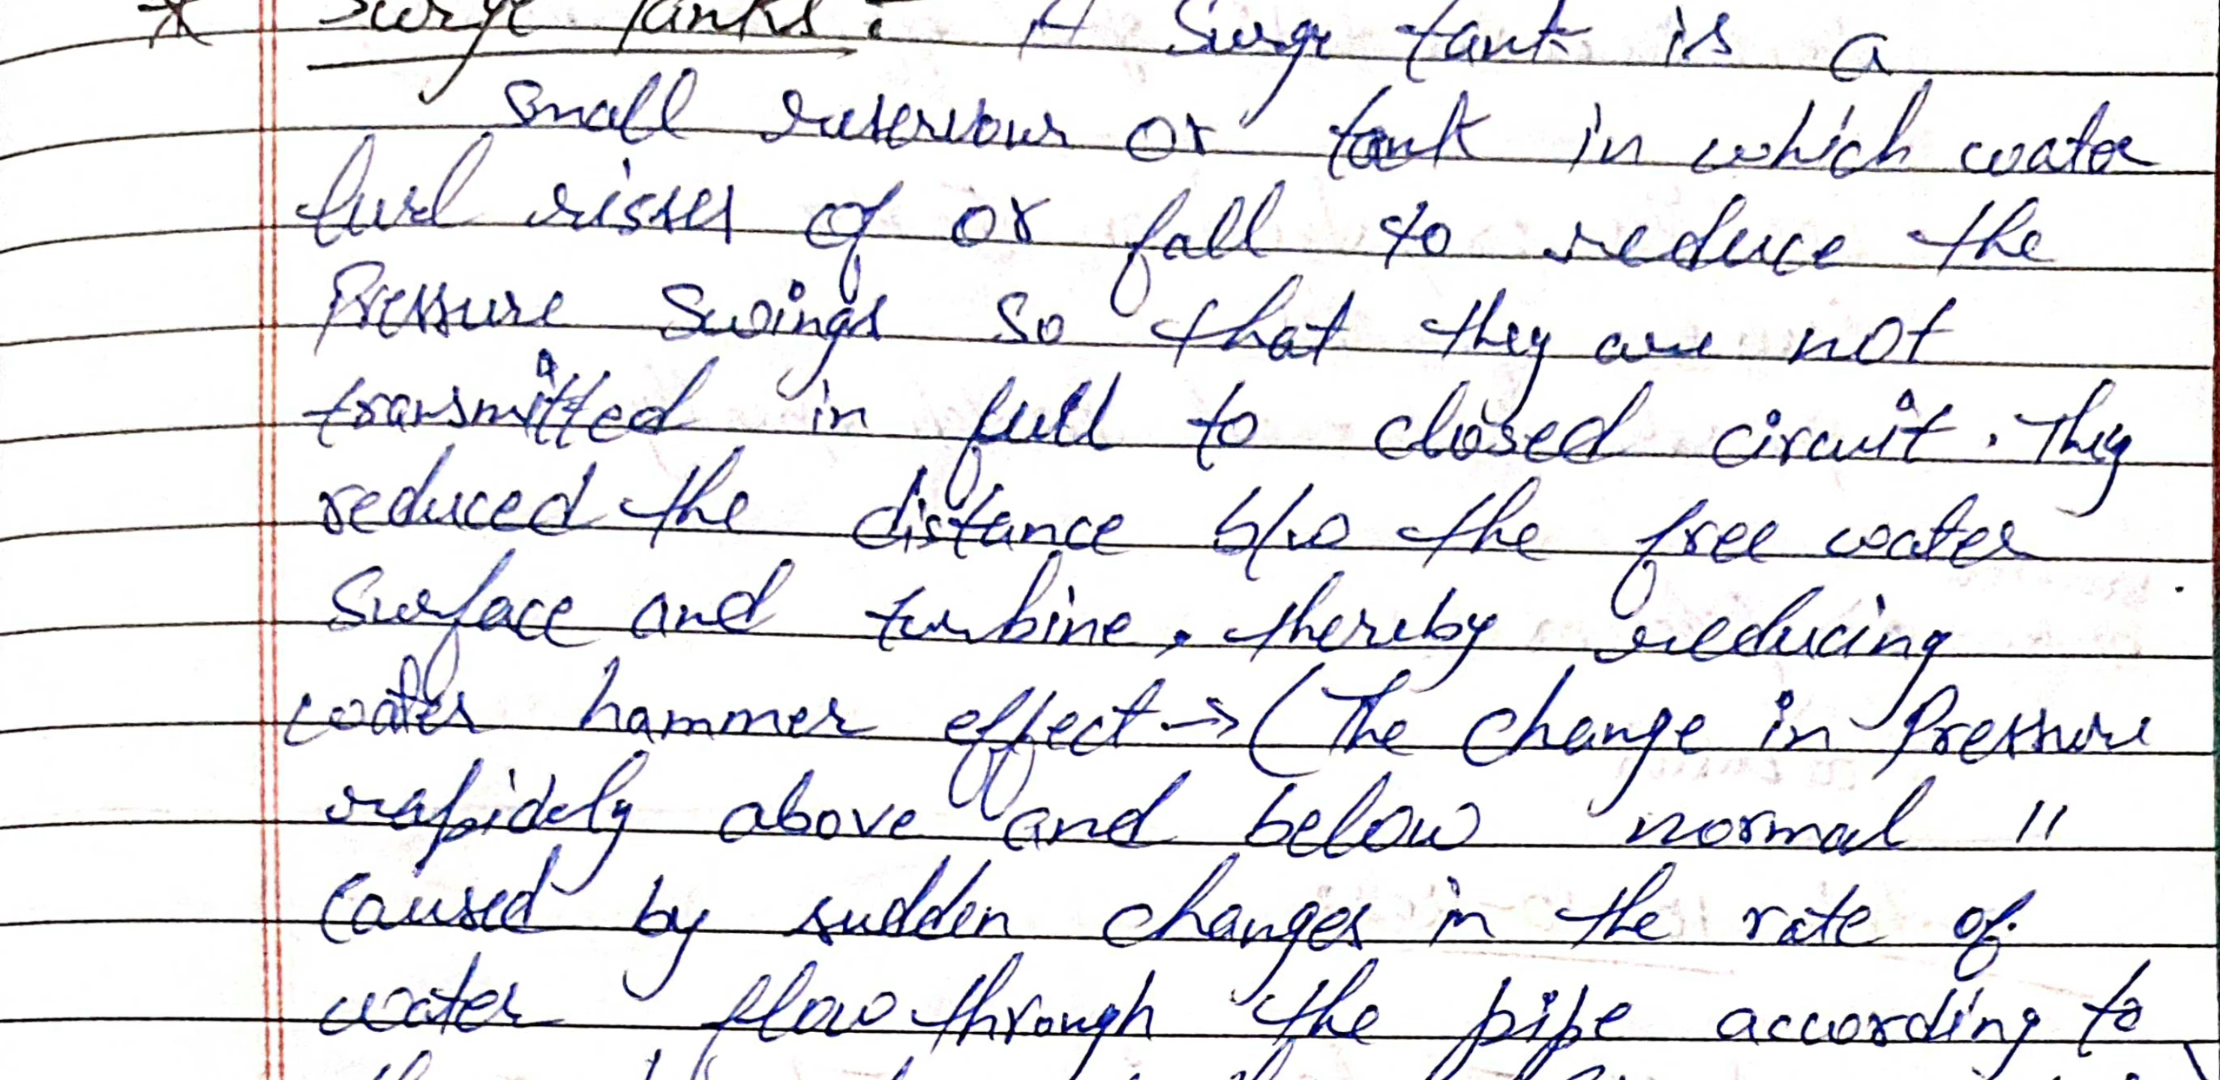 * Surge Tanks :- A Surge tank is a
small reservour or tank in which water
level risses of or fall to reduce the
Pressure Swings so that they are not
transmitted in full to closed circuit. They
reduced the distance b/w the free water
Surface and turbine, thereby reducing
water hammer effect → (The change in Pressure
rapidely above and below normal "
Caused by sudden changes in the rate of
water flow through the pipe according to